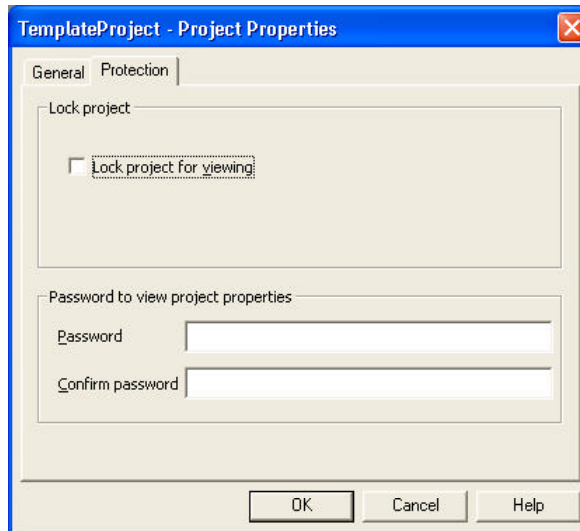 TemplateProject - Project Properties
General Protection
Lock project
Lock project for viewing
Password to view project properties
Password
Confirm password
OK Cancel Help